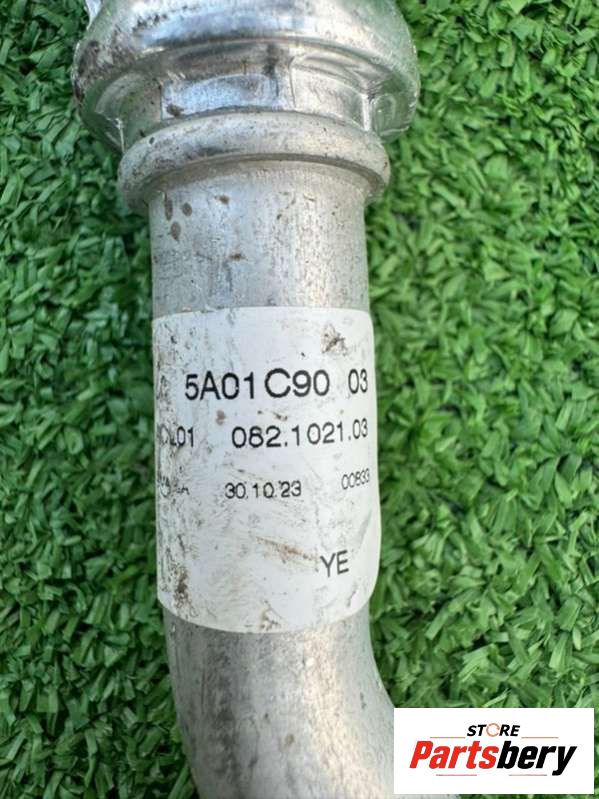 5A01C90 03
082.1021.03
30.10.23 00833
YE
STORE
Partsbery